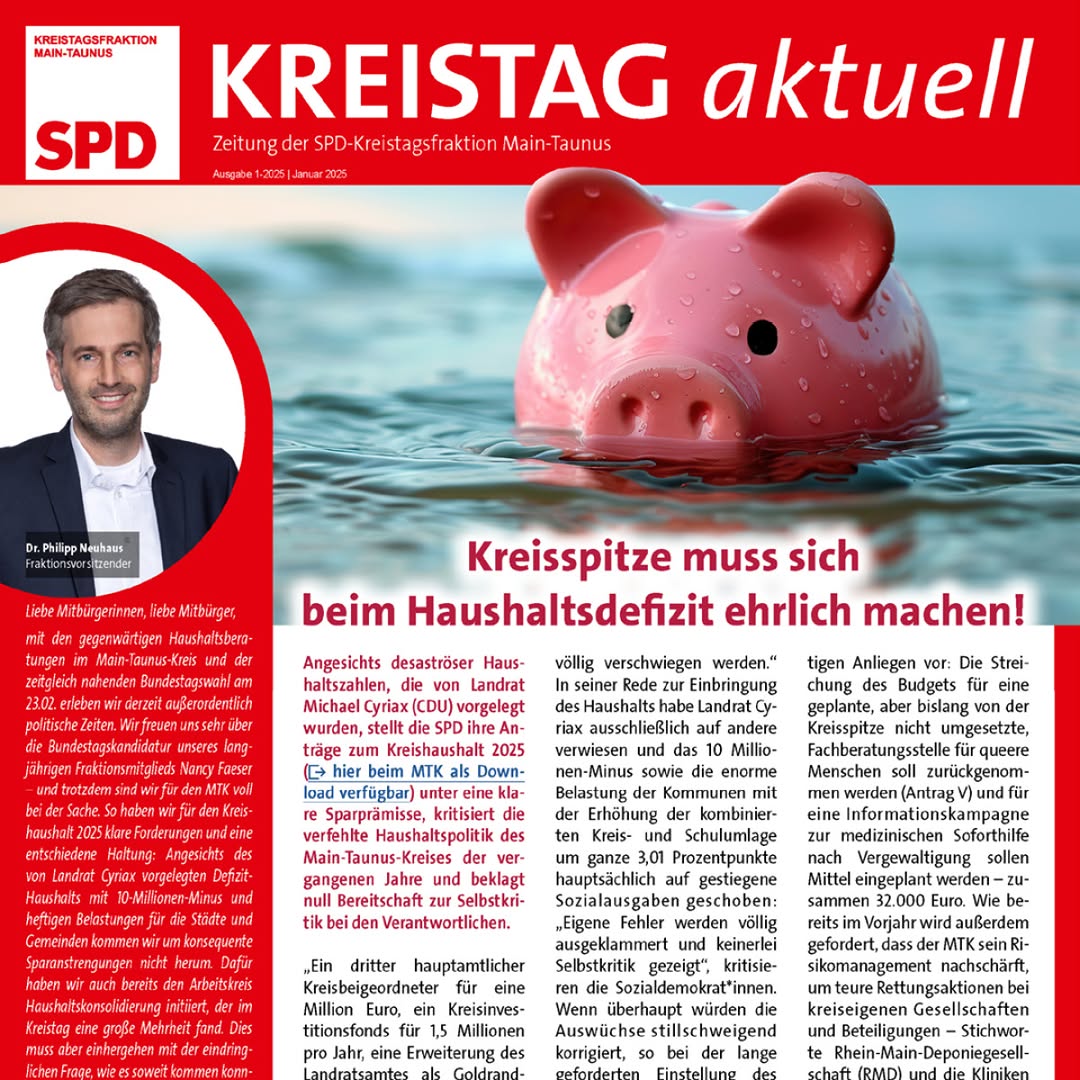 KREISTAGSFRAKTION
MAIN-TAUNUS
SPD
KREISTAG aktuell
Zeitung der SPD-Kreistagsfraktion Main-Taunus
Ausgabe 1-2025 | Januar 2025
Dr. Philipp Neuhaus
Fraktionsvorsitzender
Liebe Mitbürgerinnen, liebe Mitbürger,
mit den gegenwärtigen Haushaltsbera-
tungen im Main-Taunus-Kreis und der
zeitgleich nahenden Bundestagswahl am
23.02. erleben wir derzeit außerordentlich
politische Zeiten. Wir freuen uns sehr über
die Bundestagskandidatur unseres lang-
jährigen Fraktionsmitglieds Nancy Faeser
– und trotzdem sind wir für den MTK voll
bei der Sache. So haben wir für den Kreis-
haushalt 2025 klare Forderungen und eine
entschiedene Haltung: Angesichts des
von Landrat Cyriax vorgelegten Defizit-
Haushalts mit 10-Millionen-Minus und
heftigen Belastungen für die Städte und
Gemeinden kommen wir um konsequente
Sparanstrengungen nicht herum. Dafür
haben wir auch bereits den Arbeitskreis
Haushaltskonsolidierung initiiert, der im
Kreistag eine große Mehrheit fand. Dies
muss aber einhergehen mit der eindring-
lichen Frage, wie es soweit kommen konn-
Kreisspitze muss sich
beim Haushaltsdefizit ehrlich machen!
Angesichts desaströser Haus-
haltszahlen, die von Landrat
Michael Cyriax (CDU) vorgelegt
wurden, stellt die SPD ihre An-
träge zum Kreishaushalt 2025
(hier beim MTK als Down-
load verfügbar) unter eine kla-
re Sparprämisse, kritisiert die
verfehlte Haushaltspolitik des
Main-Taunus-Kreises der ver-
gangenen Jahre und beklagt
null Bereitschaft zur Selbstkri-
tik bei den Verantwortlichen.
„Ein dritter hauptamtlicher
Kreisbeigeordneter für eine
Million Euro, ein Kreisinves-
titionsfonds für 1,5 Millionen
pro Jahr, eine Erweiterung des
Landratsamtes als Goldrand-
völlig verschwiegen werden.“
In seiner Rede zur Einbringung
des Haushalts habe Landrat Cy-
riax ausschließlich auf andere
verwiesen und das 10 Millio-
nen-Minus sowie die enorme
Belastung der Kommunen mit
der Erhöhung der kombinier-
ten Kreis- und Schulumlage
um ganze 3,01 Prozentpunkte
hauptsächlich auf gestiegene
Sozialausgaben geschoben:
„Eigene Fehler werden völlig
ausgeklammert und keinerlei
Selbstkritik gezeigt“, kritisie-
ren die Sozialdemokrat*innen.
Wenn überhaupt würden die
Auswüchse stillschweigend
korrigiert, so bei der lange
geforderten Einstellung des
tigen Anliegen vor: Die Strei-
chung des Budgets für eine
geplante, aber bislang von der
Kreisspitze nicht umgesetzte,
Fachberatungsstelle für queere
Menschen soll zurückgenom-
men werden (Antrag V) und für
eine Informationskampagne
zur medizinischen Soforthilfe
nach Vergewaltigung sollen
Mittel eingeplant werden – zu-
sammen 32.000 Euro. Wie be-
reits im Vorjahr wird außerdem
gefordert, dass der MTK sein Ri-
sikomanagement nachschärft,
um teure Rettungsaktionen bei
kreiseigenen Gesellschaften
und Beteiligungen – Stichwor-
te Rhein-Main-Deponiegesell-
schaft (RMD) und die Kliniken